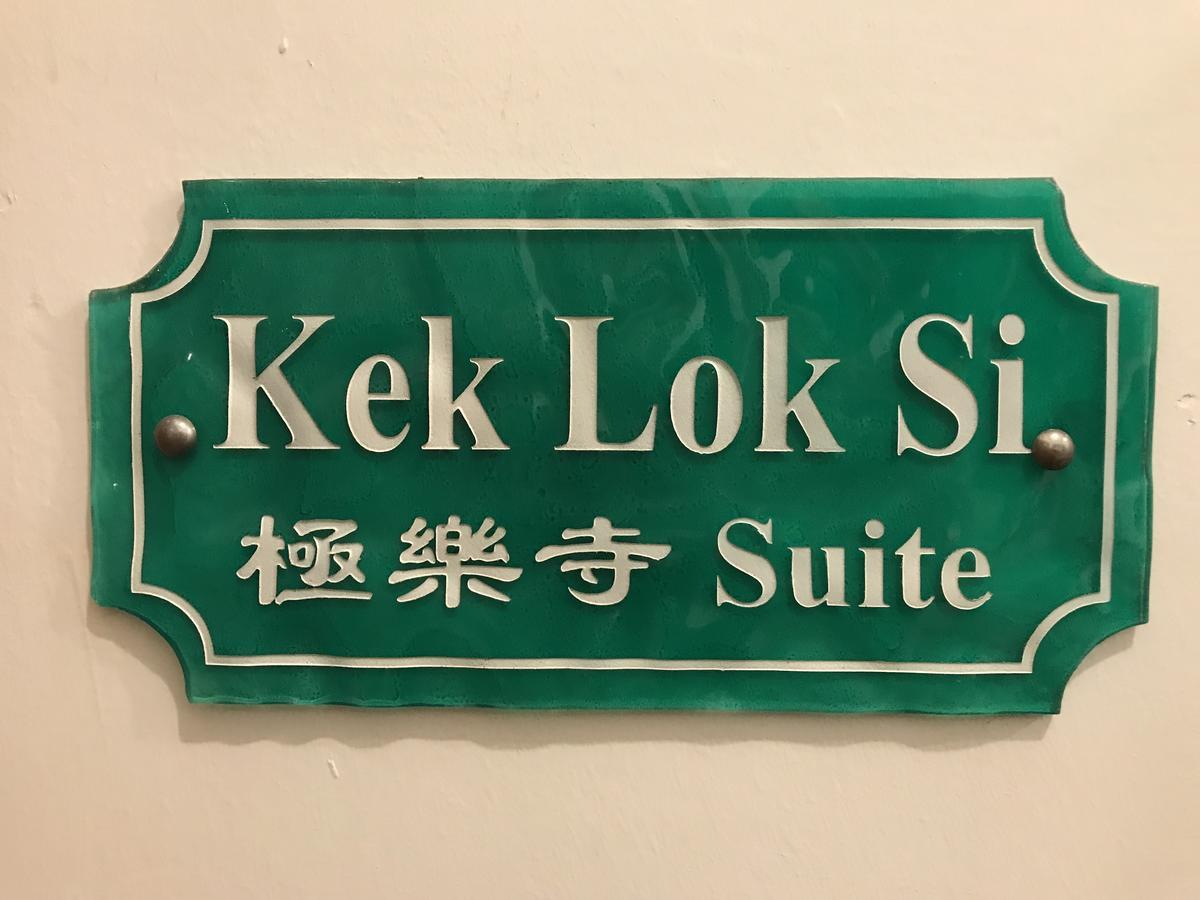 Kek Lok Si
極樂寺 Suite